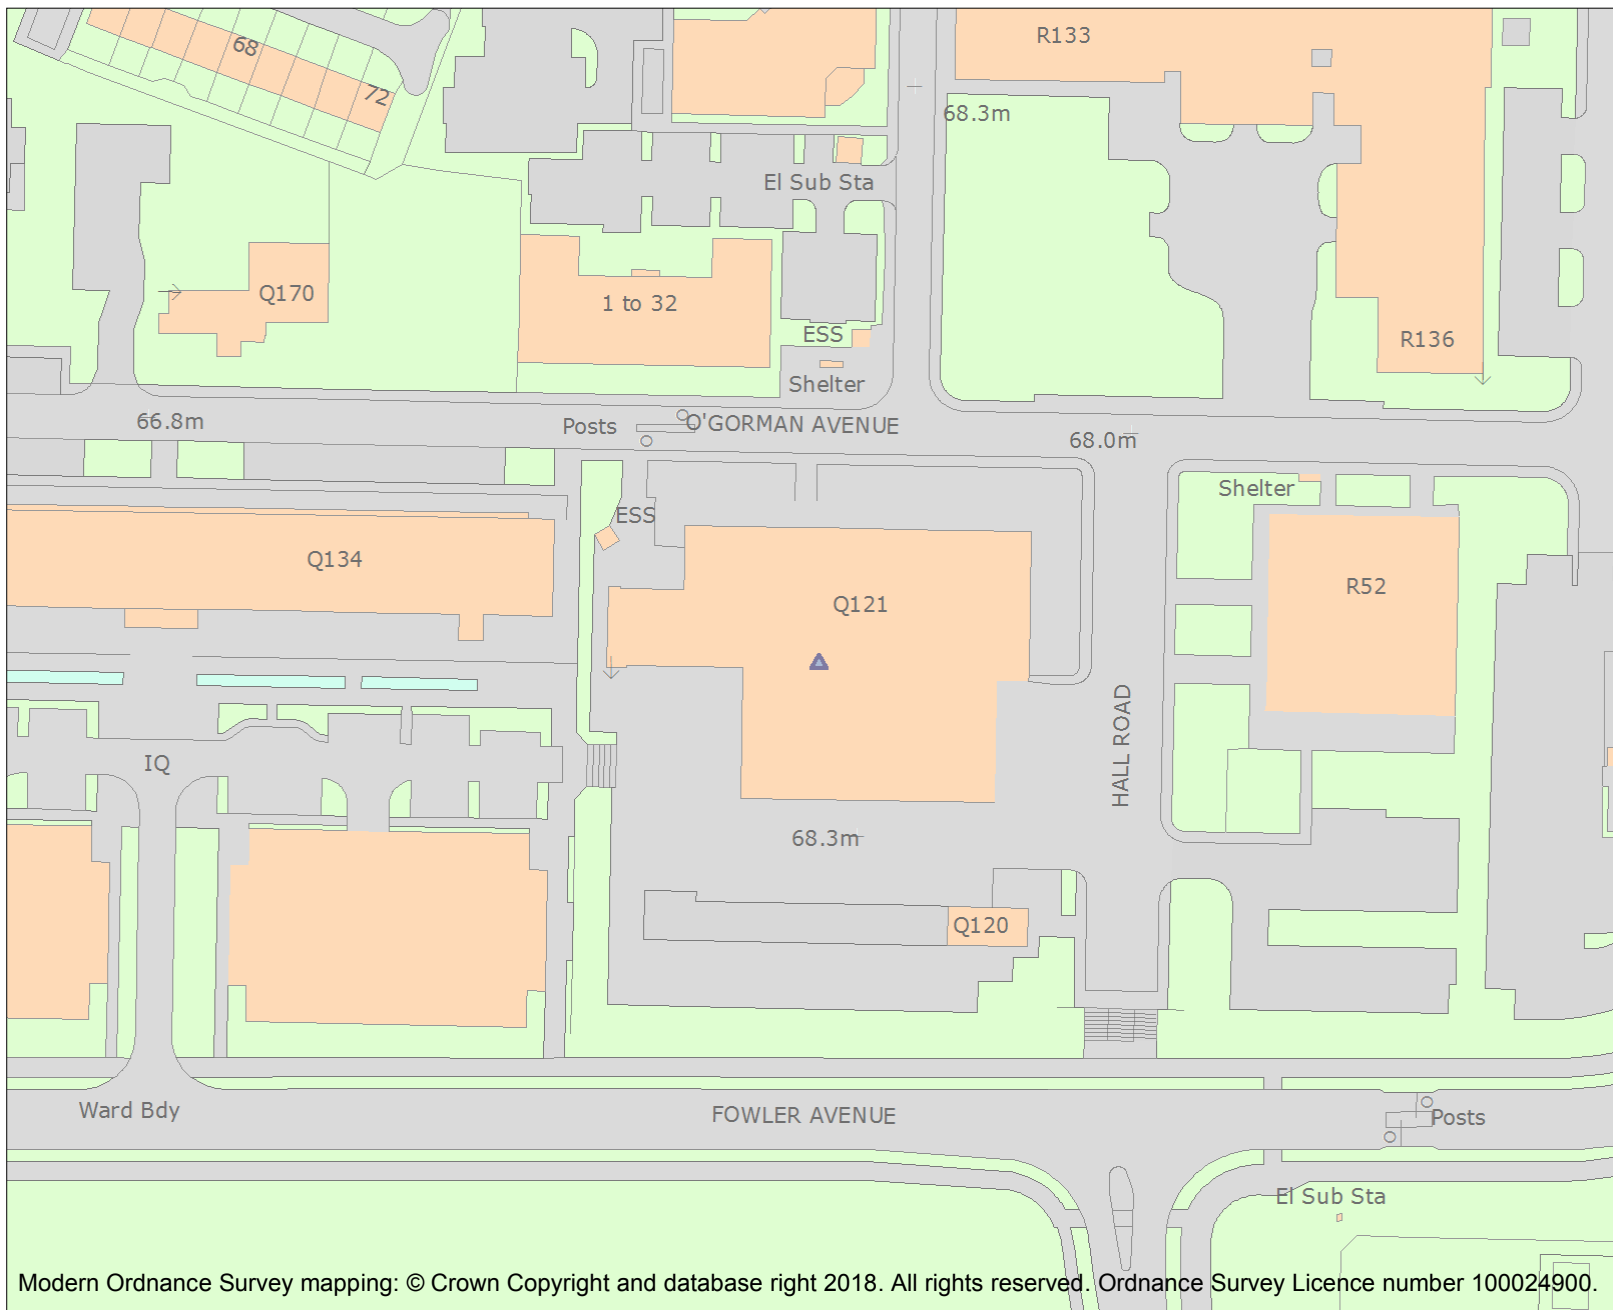 68
R133
72
68.3m
El Sub Sta
Q170
1 to 32
ESS
R136
Shelter
66.8m
Posts
O'GORMAN AVENUE
68.0m
Shelter
ESS
Q134
R52
Q121
HALL ROAD
IQ
68.3m
Q120
Ward Bdy
FOWLER AVENUE
Posts
El Sub Sta
Modern Ordnance Survey mapping: © Crown Copyright and database right 2018. All rights reserved. Ordnance Survey Licence number 100024900.